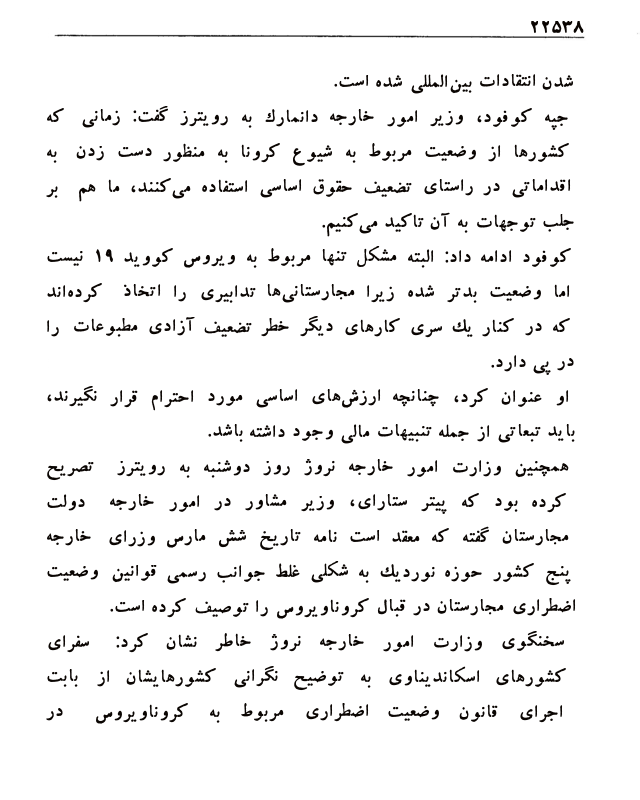 ۲۲۵۳۸
شدن انتقادات بین‌المللی شده است.
جپه کوفود، وزیر امور خارجه دانمارك به رویترز گفت: زمانی که
کشورها از وضعیت مربوط به شیوع کرونا به منظور دست زدن به
اقداماتی در راستای تضعیف حقوق اساسی استفاده می‌کنند، ما هم بر
جلب توجهات به آن تاکید می‌کنیم.
کوفود ادامه داد: البته مشکل تنها مربوط به ویروس کووید ۱۹ نیست
اما وضعیت بدتر شده زیرا مجارستانی‌ها تدابیری را اتخاذ کرده‌اند
که در کنار یك سری کارهای دیگر خطر تضعیف آزادی مطبوعات را
در پی دارد.
او عنوان کرد، چنانچه ارزش‌های اساسی مورد احترام قرار نگیرند،
باید تبعاتی از جمله تنبیهات مالی وجود داشته باشد.
همچنین وزارت امور خارجه نروژ روز دوشنبه به رویترز تصریح
کرده بود که پیتر ستارای، وزیر مشاور در امور خارجه دولت
مجارستان گفته که معقد است نامه تاریخ شش مارس وزرای خارجه
پنج کشور حوزه نوردیك به شکلی غلط جوانب رسمی قوانین وضعیت
اضطراری مجارستان در قبال کروناویروس را توصیف کرده است.
سخنگوی وزارت امور خارجه نروژ خاطر نشان کرد: سفرای
کشورهای اسکاندیناوی به توضیح نگرانی کشورهایشان از بابت
اجرای قانون وضعیت اضطراری مربوط به کروناویروس در